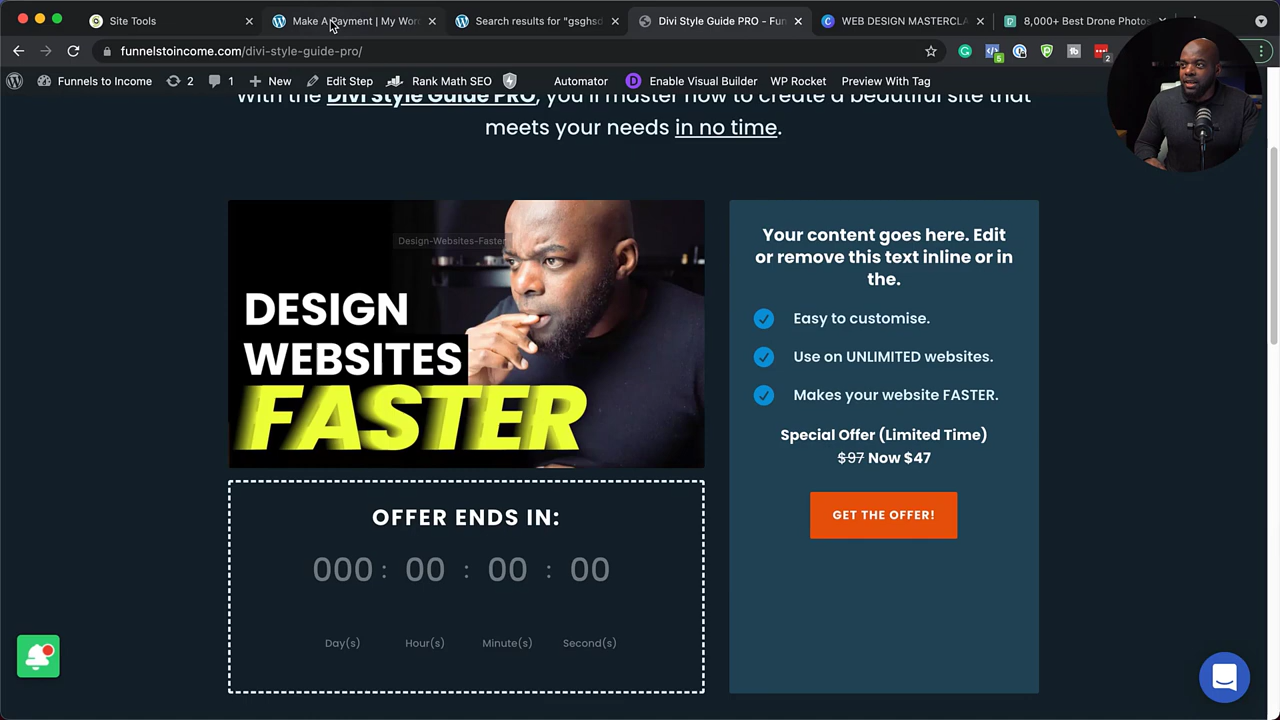 Site Tools
Make A Payment | My Wor
Search results for "gsghsd
Divi Style Guide PRO - Fun
WEB DESIGN MASTERCLA
8,000+ Best Drone Photos
funnelstoincome.com/divi-style-guide-pro/
5
2
Funnels to Income
2
1
New
Edit Step
Rank Math SEO
Automator
D
Enable Visual Builder
WP Rocket
Preview With Tag
With the Divi Style Guide PRO, you'll master how to create a beautiful site that
meets your needs in no time.
Design-Websites-Faster
DESIGN
WEBSITES
FASTER
OFFER ENDS IN:
000 : 00 : 00 : 00
Day(s) Hour(s) Minute(s) Second(s)
Your content goes here. Edit
or remove this text inline or in
the.
Easy to customise.
Use on UNLIMITED websites.
Makes your website FASTER.
Special Offer (Limited Time)
$97 Now $47
GET THE OFFER!